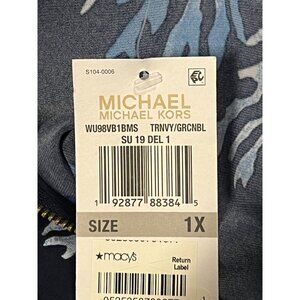 S104-0006
MICHAEL
MICHAEL KORS
WU98VB1BMS TRNVY/GRCNBL
SU 19 DEL 1
1 92877 88384 5
SIZE 1X
★macy's
Return
Label